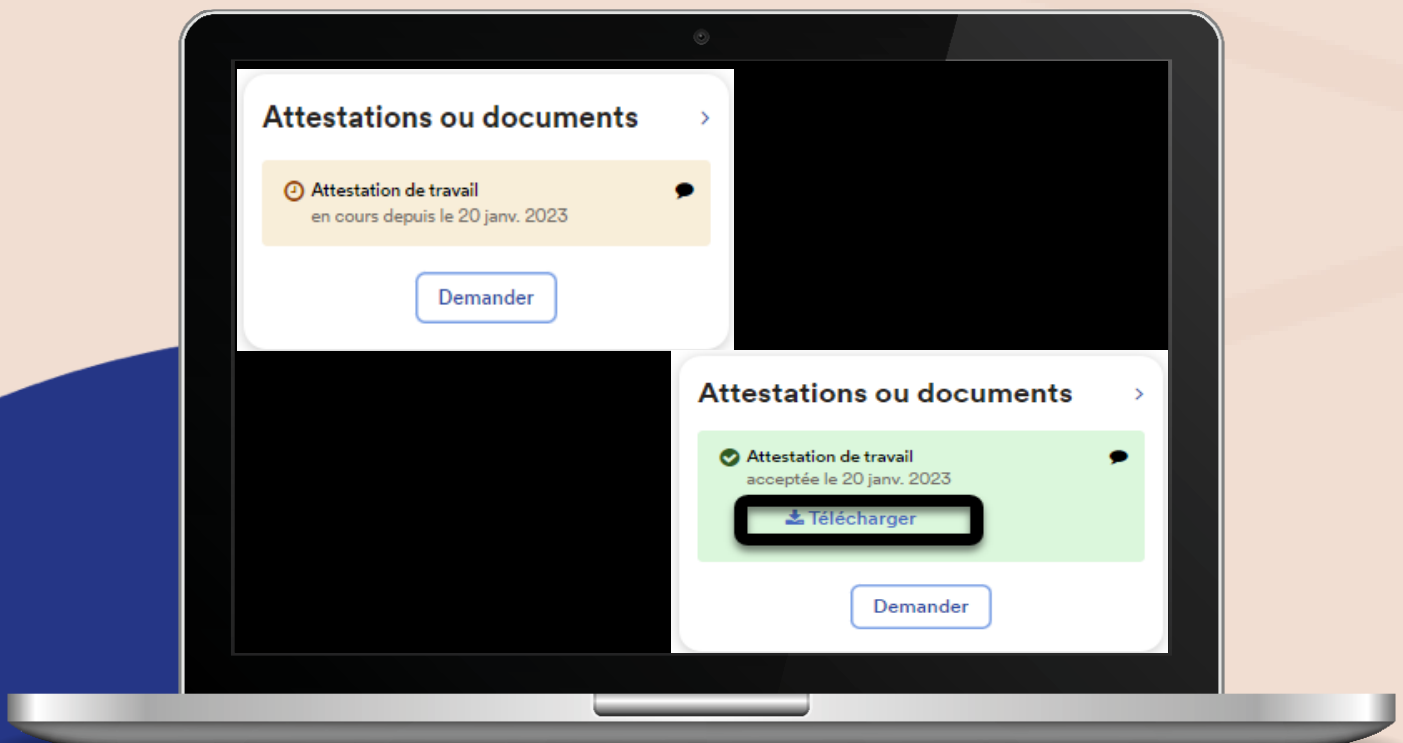 Attestations ou documents
Attestation de travail
en cours depuis le 20 janv. 2023
Demander
Attestations ou documents
Attestation de travail
acceptée le 20 janv. 2023
Télécharger
Demander